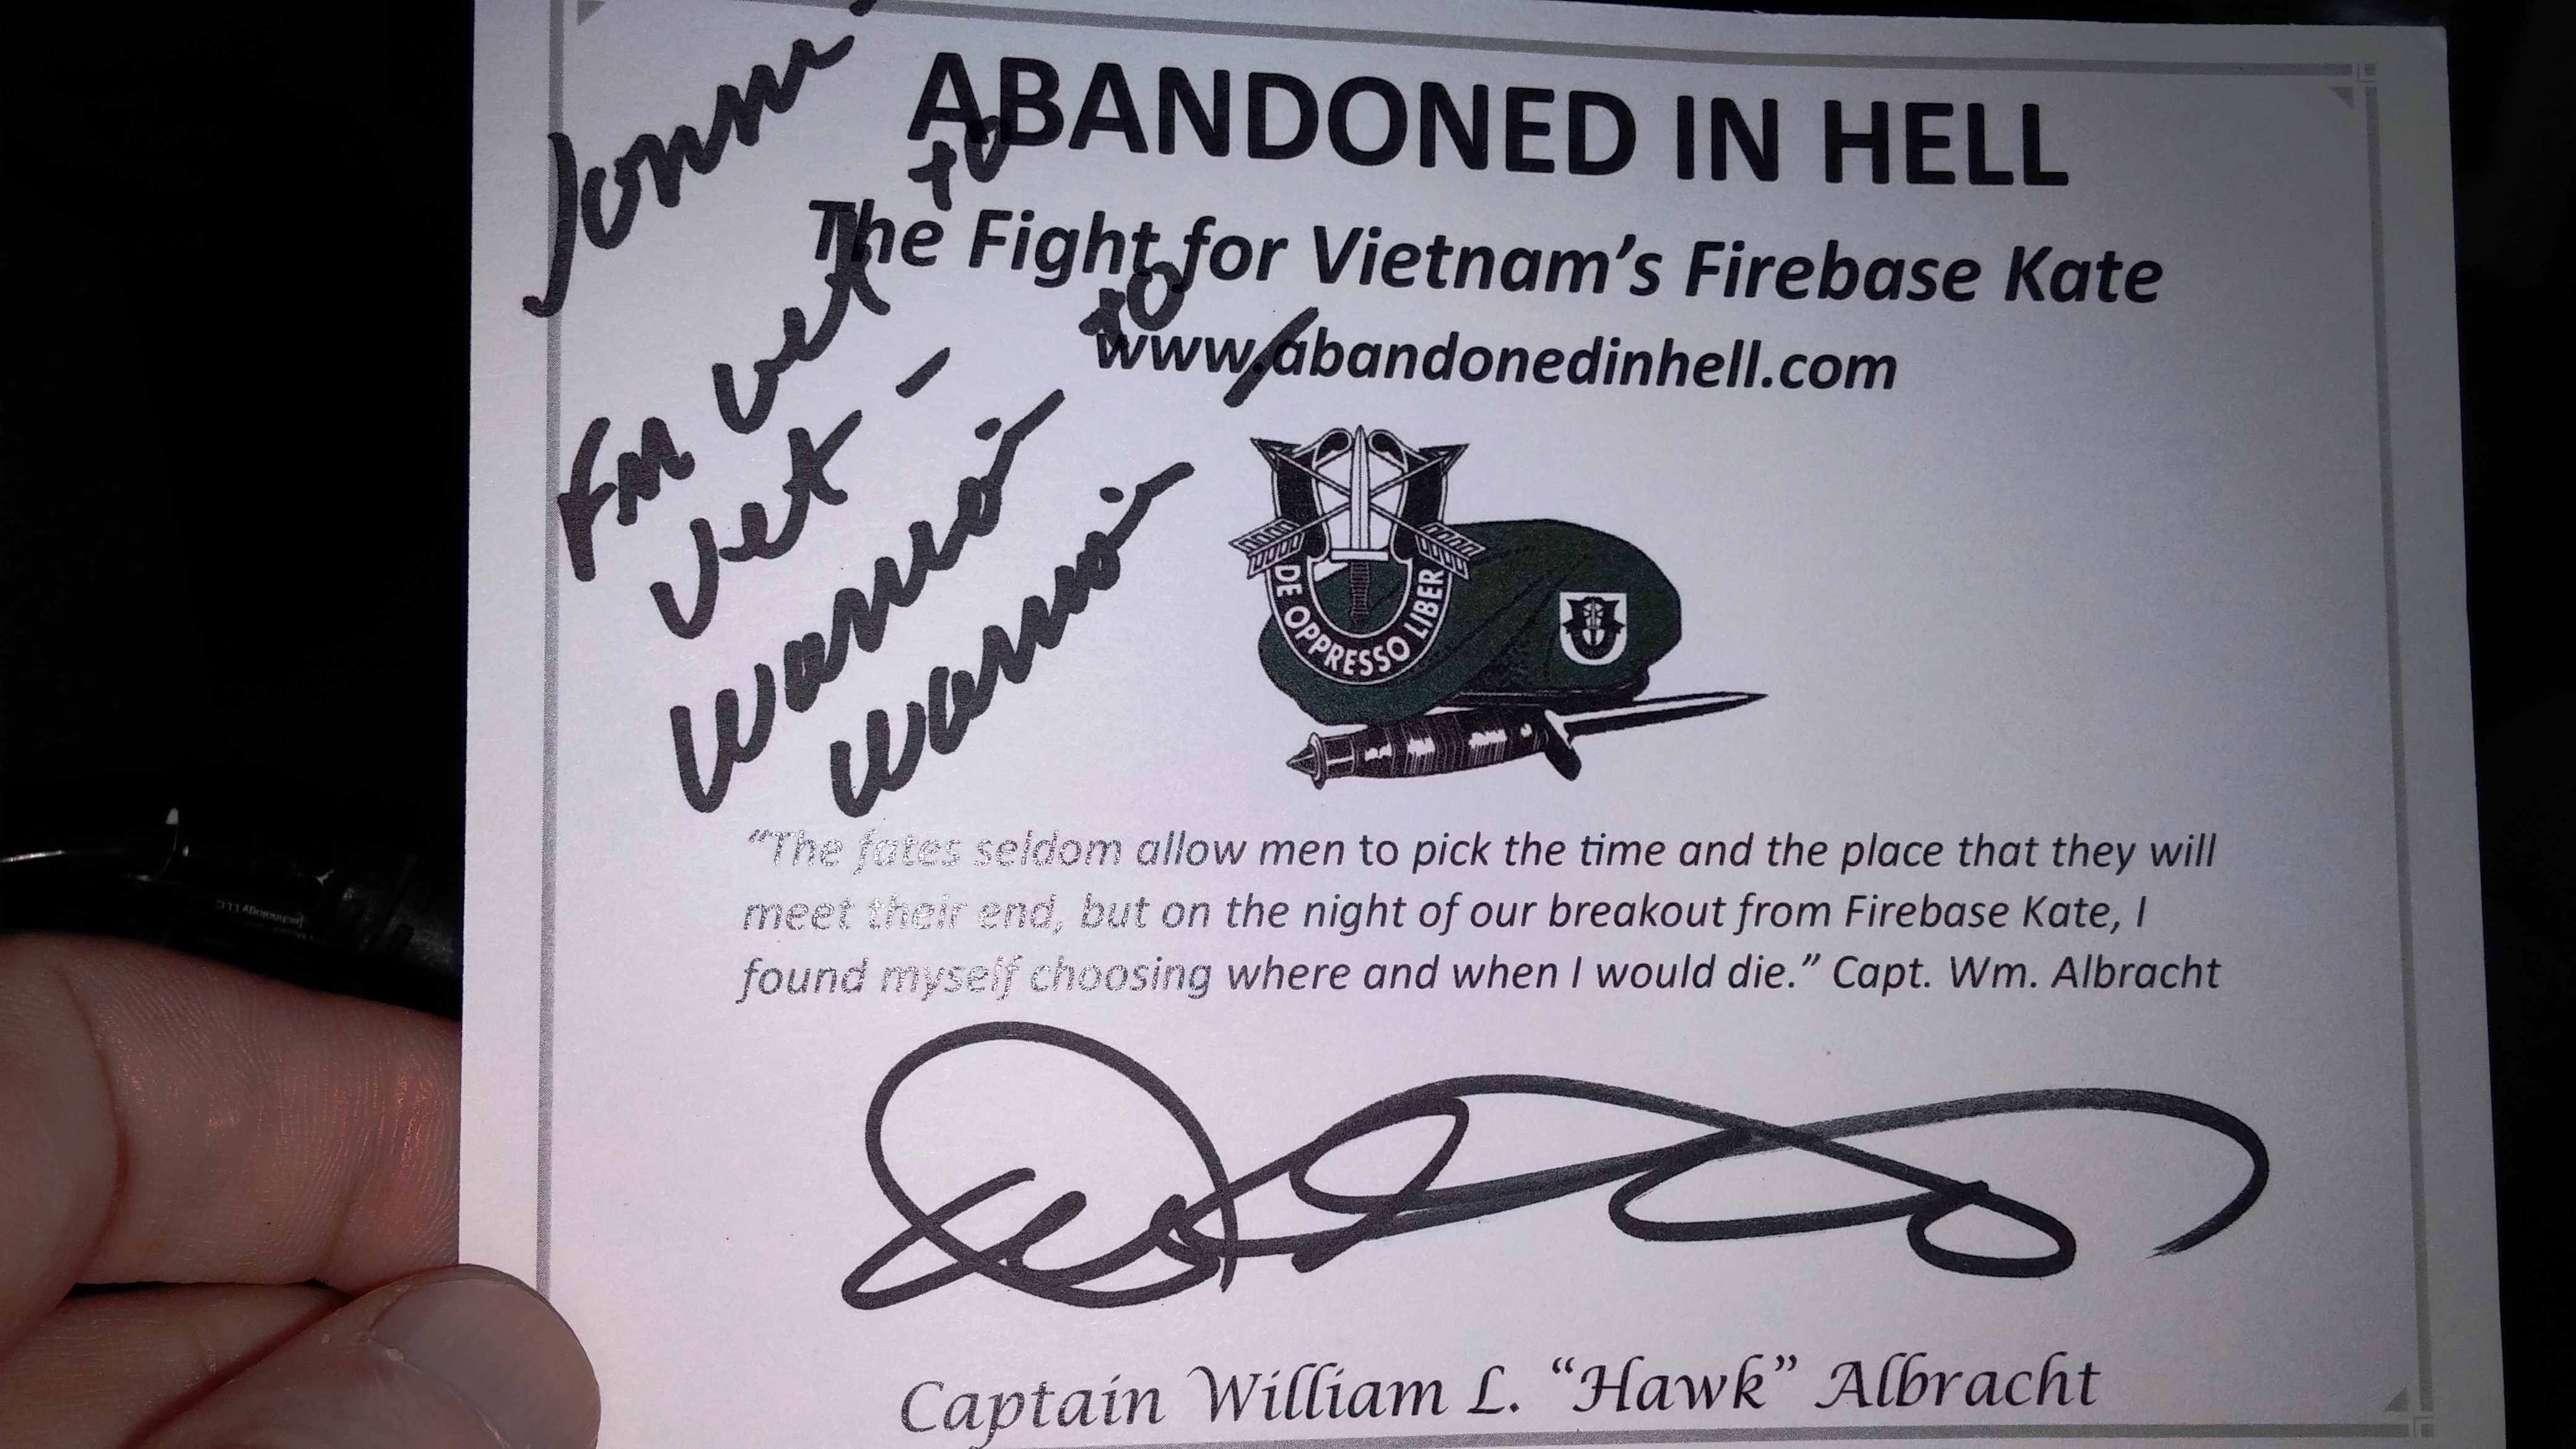 Jonni,
ABANDONED IN HELL
The Fight for Vietnam’s Firebase Kate
www.abandonedinhell.com
Fm vet to
vet –
Warrior to
Warrior /
DE OPPRESSO LIBER
“The fates seldom allow men to pick the time and the place that they will
meet their end, but on the night of our breakout from Firebase Kate, I
found myself choosing where and when I would die.” Capt. Wm. Albracht
Captain William L. “Hawk” Albracht
Technology LLC